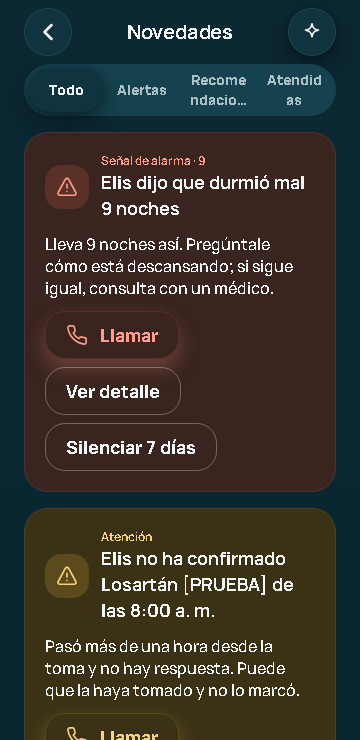 Novedades
Todo
Alertas
Recome
ndacio...
Atendid
as
Señal de alarma · 9
Elis dijo que durmió mal
9 noches
Lleva 9 noches así. Pregúntale
cómo está descansando; si sigue
igual, consulta con un médico.
Llamar
Ver detalle
Silenciar 7 días
Atención
Elis no ha confirmado
Losartán [PRUEBA] de
las 8:00 a. m.
Pasó más de una hora desde la
toma y no hay respuesta. Puede
que la haya tomado y no lo marcó.
Llamar